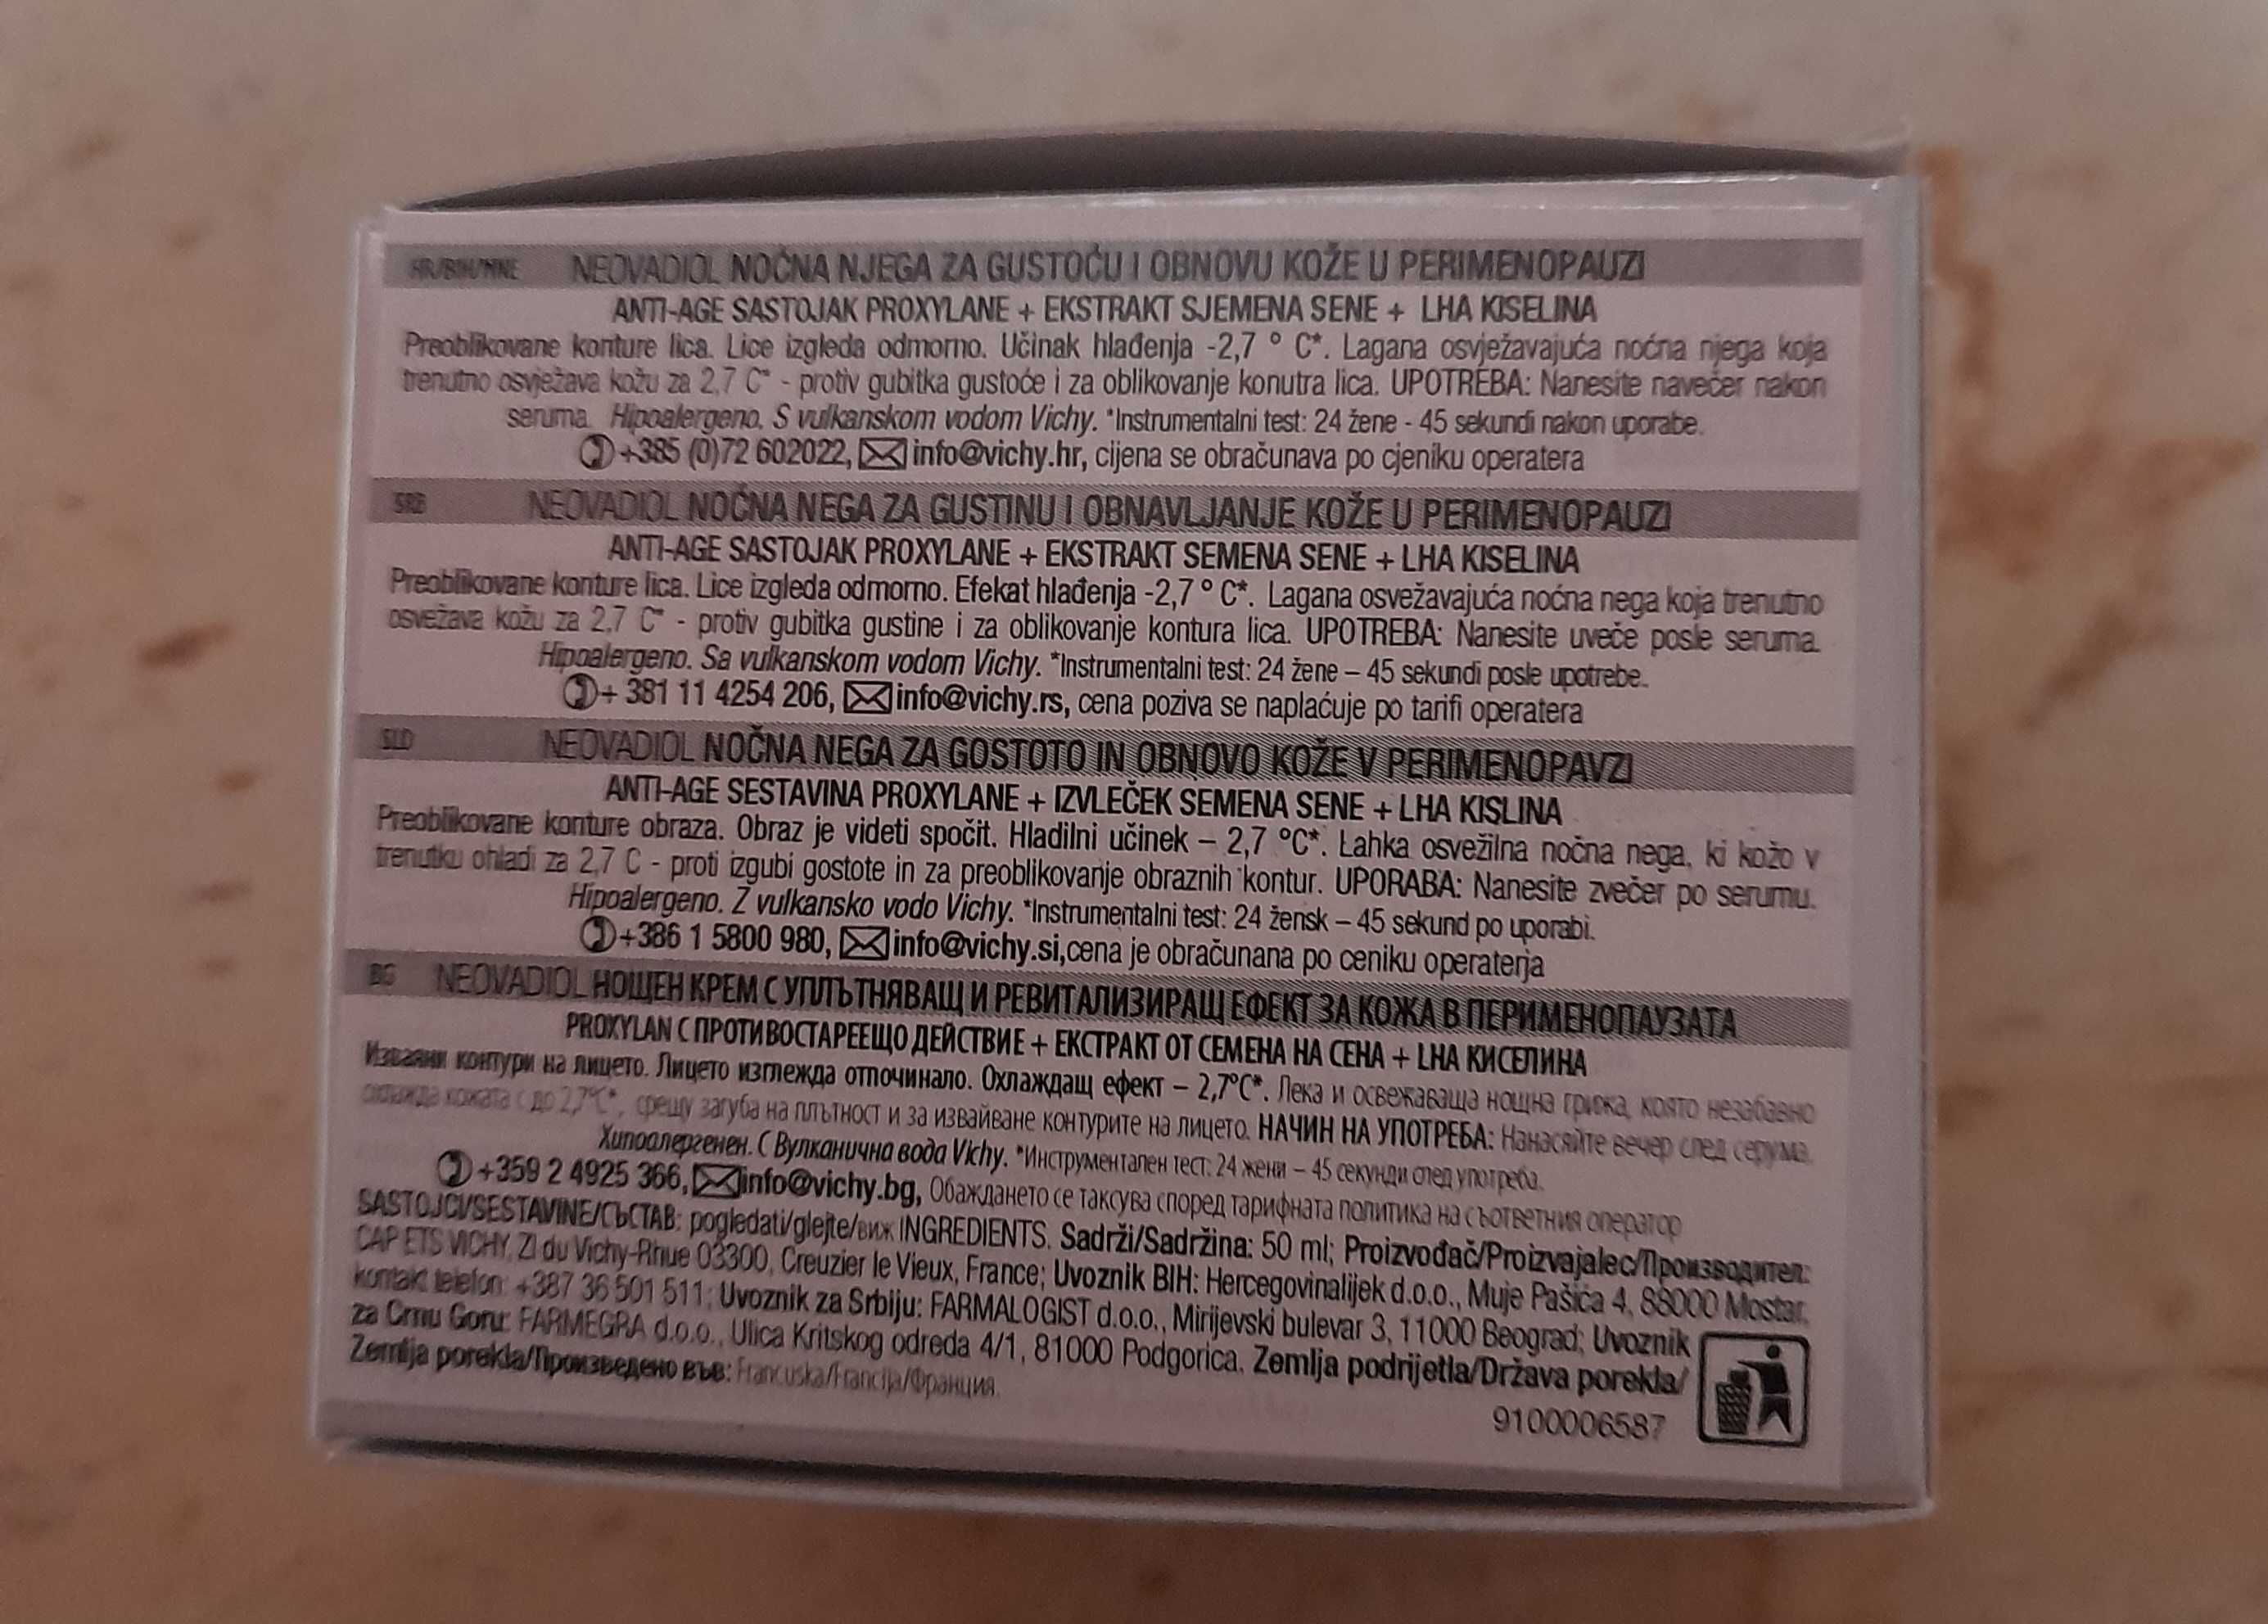 HR/BIH/MNE NEOVADIOL NOĆNA NJEGA ZA GUSTOĆU I OBNOVU KOŽE U PERIMENOPAUZI
ANTI-AGE SASTOJAK PROXYLANE + EKSTRAKT SJEMENA SENE + LHA KISELINA
Preoblikovane konture lica. Lice izgleda odmorno. Učinak hlađenja -2,7 ° C*. Lagana osvježavajuća noćna njega koja
trenutno osvježava kožu za 2,7 C* - protiv gubitka gustoće i za oblikovanje konutra lica. UPOTREBA: Nanesite navečer nakon
seruma. Hipoalergeno. S vulkanskom vodom Vichy. *Instrumentalni test: 24 žene - 45 sekundi nakon uporabe.
+385 (0)72 602022, info@vichy.hr, cijena se obračunava po cjeniku operatera
SRB NEOVADIOL NOĆNA NEGA ZA GUSTINU I OBNAVLJANJE KOŽE U PERIMENOPAUZI
ANTI-AGE SASTOJAK PROXYLANE + EKSTRAKT SEMENA SENE + LHA KISELINA
Preoblikovane konture lica. Lice izgleda odmorno. Efekat hlađenja -2,7 ° C*. Lagana osvežavajuća noćna nega koja trenutno
osvežava kožu za 2,7 C* - protiv gubitka gustine i za oblikovanje kontura lica. UPOTREBA: Nanesite uveče posle seruma.
Hipoalergeno. Sa vulkanskom vodom Vichy. *Instrumentalni test: 24 žene – 45 sekundi posle upotrebe.
+ 381 11 4254 206, info@vichy.rs, cena poziva se naplaćuje po tarifi operatera
SLO NEOVADIOL NOČNA NEGA ZA GOSTOTO IN OBNOVO KOŽE V PERIMENOPAVZI
ANTI-AGE SESTAVINA PROXYLANE + IZVLEČEK SEMENA SENE + LHA KISLINA
Preoblikovane konture obraza. Obraz je videti spočit. Hladilni učinek – 2,7 °C*. Lahka osvežilna nočna nega, ki kožo v
trenutku ohladi za 2,7 C - proti izgubi gostote in za preoblikovanje obraznih kontur. UPORABA: Nanesite zvečer po serumu.
Hipoalergeno. Z vulkansko vodo Vichy. *Instrumentalni test: 24 žensk – 45 sekund po uporabi.
+386 1 5800 980, info@vichy.si,cena je obračunana po ceniku operaterja
BG NEOVADIOL НОЩЕН КРЕМ С УПЛЪТНЯВАЩ И РЕВИТАЛИЗИРАЩ ЕФЕКТ ЗА КОЖА В ПЕРИМЕНОПАУЗАТА
PROXYLAN С ПРОТИВОСТАРЕЕЩО ДЕЙСТВИЕ + ЕКСТРАКТ ОТ СЕМЕНА НА СЕНА + LHA КИСЕЛИНА
Извааяни контури на лицето. Лицето изглежда отпочинало. Охлаждащ ефект – 2,7°C*. Лека и освежаваща нощна грижа, която незабавно
охлажда кожата с до 2,7°C*, срещу загуба на плътност и за извайване контурите на лицето. НАЧИН НА УПОТРЕБА: Нанасяйте вечер след серума.
Хипоалергенен. С Вулканична вода Vichy. *Инструментален тест: 24 жени – 45 секунди след употреба.
+359 2 4925 366, info@vichy.bg, Обаждането се таксува според тарифната политика на съответния оператор
SASTOJCI/SESTAVINE/СЪСТАВ: pogledati/glejte/виж INGREDIENTS. Sadrži/Sadržina: 50 ml; Proizvođač/Proizvajalec/Производител:
CAP ETS VICHY, ZI du Vichy-Rhue 03300, Creuzier le Vieux, France; Uvoznik BIH: Hercegovinalijek d.o.o., Muje Pašića 4, 88000 Mostar,
kontakt telefon: +387 36 501 511; Uvoznik za Srbiju: FARMALOGIST d.o.o., Mirijevski bulevar 3, 11000 Beograd; Uvoznik
za Crnu Goru: FARMEGRA d.o.o., Ulica Kritskog odreda 4/1, 81000 Podgorica. Zemlja podrijetla/Država porekla/
Zemlja porekla/Произведено във: Francuska/Francija/Франция.
9100006587